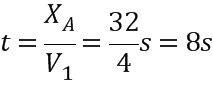 t = X_A / V_1 = 32 / 4 s = 8s